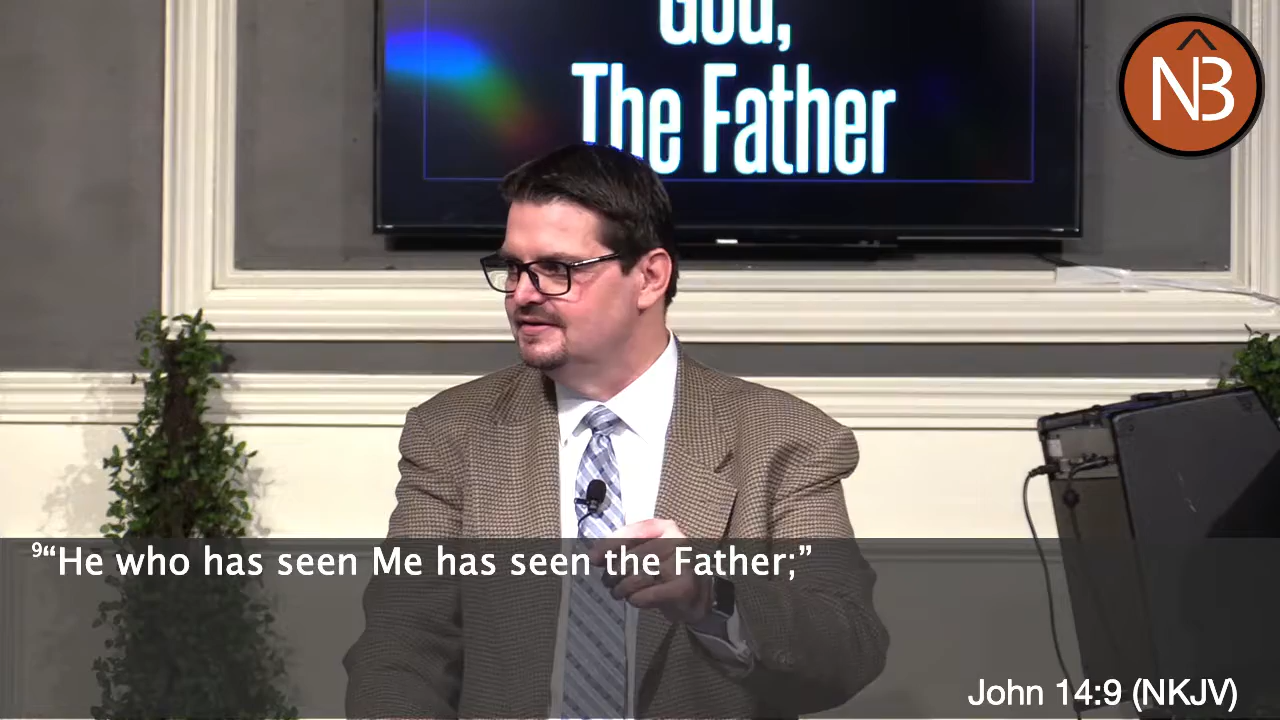 God,
The Father
NB
⁹“He who has seen Me has seen the Father;”
John 14:9 (NKJV)